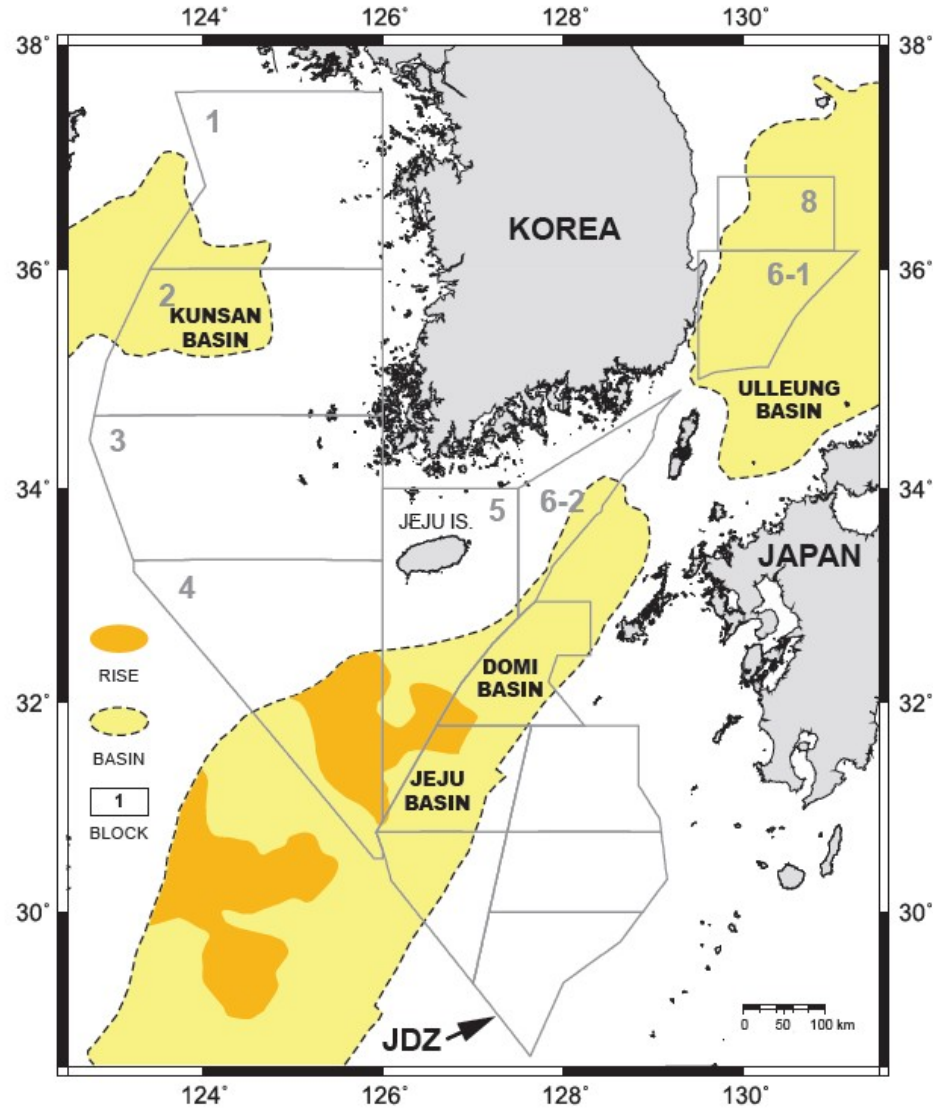 124°
126°
128°
130°
38°
38°
1
8
KOREA
36°
36°
6-1
2
KUNSAN
BASIN
ULLEUNG
BASIN
3
34°
34°
5
6-2
JEJU IS.
JAPAN
4
RISE
DOMI
BASIN
32°
32°
BASIN
JEJU
BASIN
1
BLOCK
30°
30°
0 50 100 km
JDZ
124°
126°
128°
130°